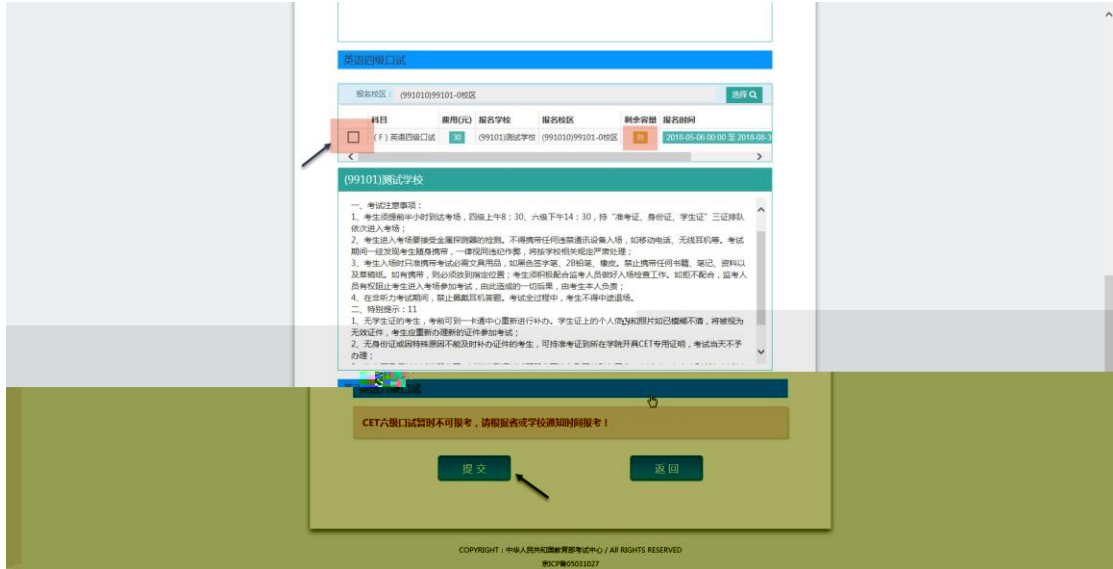 英语四级口试
报名校区： (991010)99101-0校区 选择
科目 费用(元) 报名学校 报名校区 剩余容量 报名时间
（F）英语四级口试 30 (99101)测试学校 (991010)99101-0校区 2018-05-06 00:00 至 2018-08-3
(99101)测试学校
一、考试注意事项：
1、考生须提前半小时到达考场，四级上午8：30，六级下午14：30，持“准考证、身份证、学生证”三证排队
依次进入考场；
2、考生进入考场要接受金属探测器的检测。不得携带任何违禁通讯设备入场，如移动电话、无线耳机等。考试
期间一经发现考生随身携带，一律视同违纪作弊，将按学校相关规定严肃处理；
3、考生入场时只准携带考试必需文具用品，如黑色签字笔、2B铅笔、橡皮。禁止携带任何书籍、笔记、资料以
及草稿纸。如有携带，则必须放到指定位置；考生须积极配合监考人员做好入场检查工作。如拒不配合，监考人
员有权阻止考生进入考场参加考试，由此造成的一切后果，由考生本人负责；
4、在非听力考试期间，禁止佩戴耳机答题。考试全过程中，考生不得中途退场。
二、特别提示：11
1、无学生证的考生，考前可到一卡通中心重新进行补办。学生证上的个人信息和照片如已模糊不清，将被视为
无效证件，考生应重新办理新的证件参加考试；
2、无身份证或因特殊原因不能及时补办证件的考生，可持准考证到所在学院开具CET专用证明，考试当天不予
办理；
CET六级口试暂时不可报考，请根据省或学校通知时间报考！
提交 返回
COPYRIGHT：中华人民共和国教育部考试中心 / All RIGHTS RESERVED
京ICP备05031027